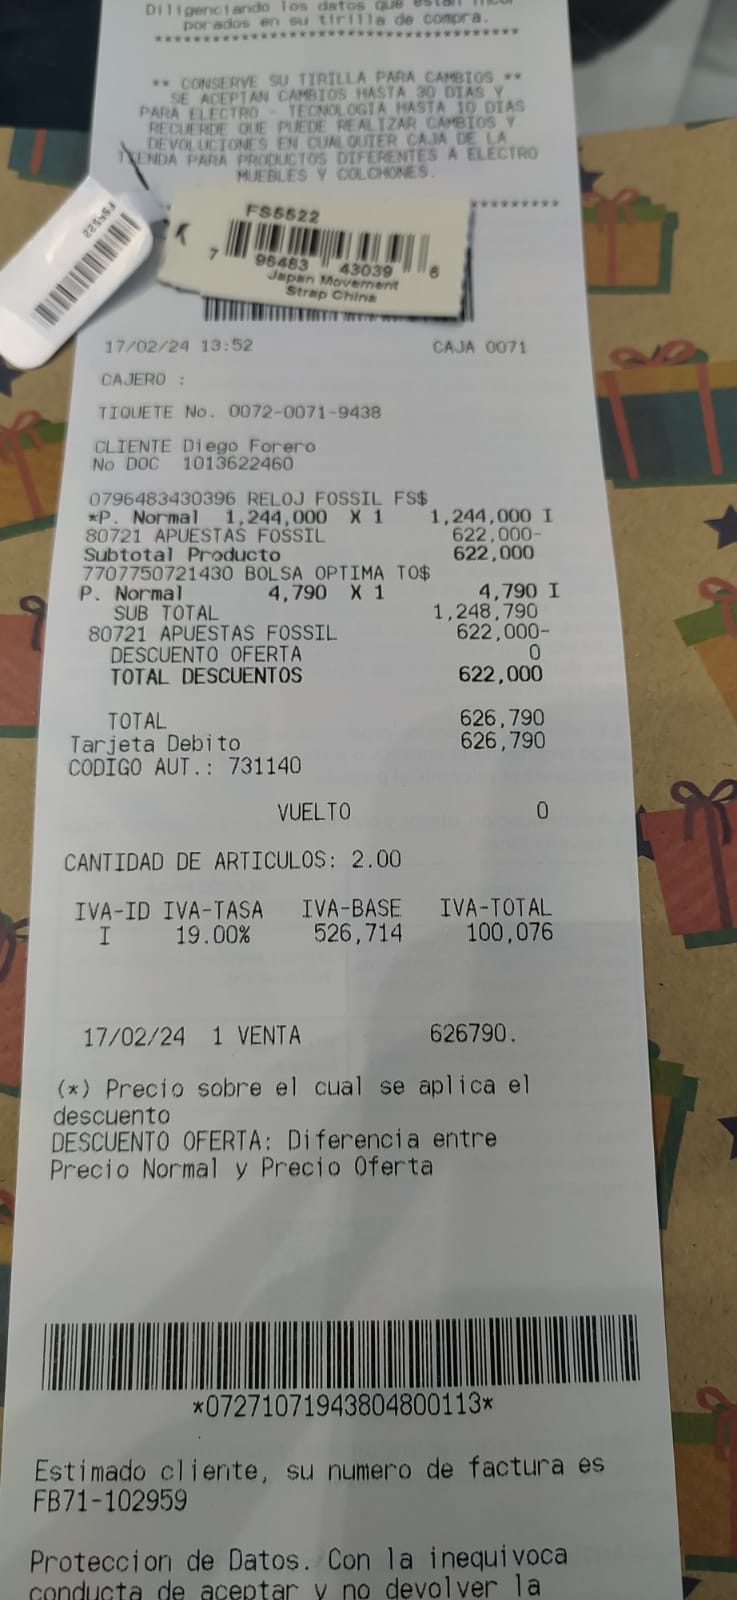 Diligenciando los datos que están incor
porados en su tirilla de compra.
****************************************
** CONSERVE SU TIRILLA PARA CAMBIOS **
SE ACEPTAN CAMBIOS HASTA 30 DIAS Y
PARA ELECTRO - TECNOLOGIA HASTA 10 DIAS
RECUERDE QUE PUEDE REALIZAR CAMBIOS Y
DEVOLUCIONES EN CUALQUIER CAJA DE LA
TIENDA PARA PRODUCTOS DIFERENTES A ELECTRO
MUEBLES Y COLCHONES.
FS5522
7 96483 43039 6
Japan Movement
Strap China
17/02/24 13:52 CAJA 0071
CAJERO :
TIQUETE No. 0072-0071-9438
CLIENTE Diego Forero
No DOC 1013622460
07964834​30396 RELOJ FOSSIL FS$
*P. Normal 1,244,000 X 1 1,244,000 I
80721 APUESTAS FOSSIL 622,000-
Subtotal Producto 622,000
7707750721430 BOLSA OPTIMA TO$
P. Normal 4,790 X 1 4,790 I
SUB TOTAL 1,248,790
80721 APUESTAS FOSSIL 622,000-
DESCUENTO OFERTA 0
TOTAL DESCUENTOS 622,000
TOTAL 626,790
Tarjeta Debito 626,790
CODIGO AUT.: 731140
VUELTO 0
CANTIDAD DE ARTICULOS: 2.00
IVA-ID IVA-TASA IVA-BASE IVA-TOTAL
I 19.00% 526,714 100,076
17/02/24 1 VENTA 626790.
(*) Precio sobre el cual se aplica el
descuento
DESCUENTO OFERTA: Diferencia entre
Precio Normal y Precio Oferta
*07271071943804800113*
Estimado cliente, su numero de factura es
FB71-102959
Proteccion de Datos. Con la inequivoca
conducta de aceptar y no devolver la